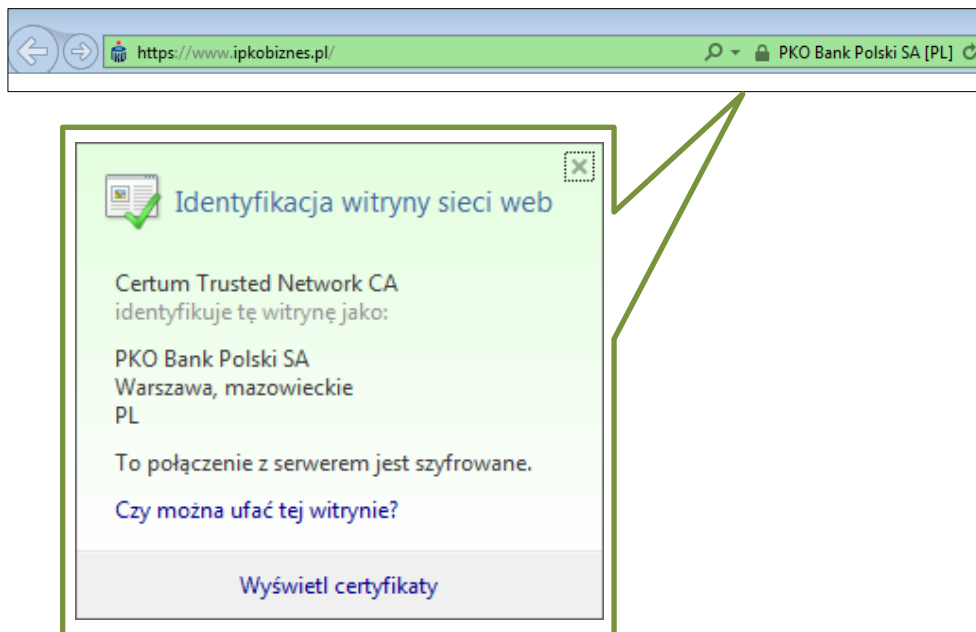 https://www.ipkobiznes.pl/ PKO Bank Polski SA [PL]
Identyfikacja witryny sieci web
Certum Trusted Network CA
identyfikuje tę witrynę jako:
PKO Bank Polski SA
Warszawa, mazowieckie
PL
To połączenie z serwerem jest szyfrowane.
Czy można ufać tej witrynie?
Wyświetl certyfikaty